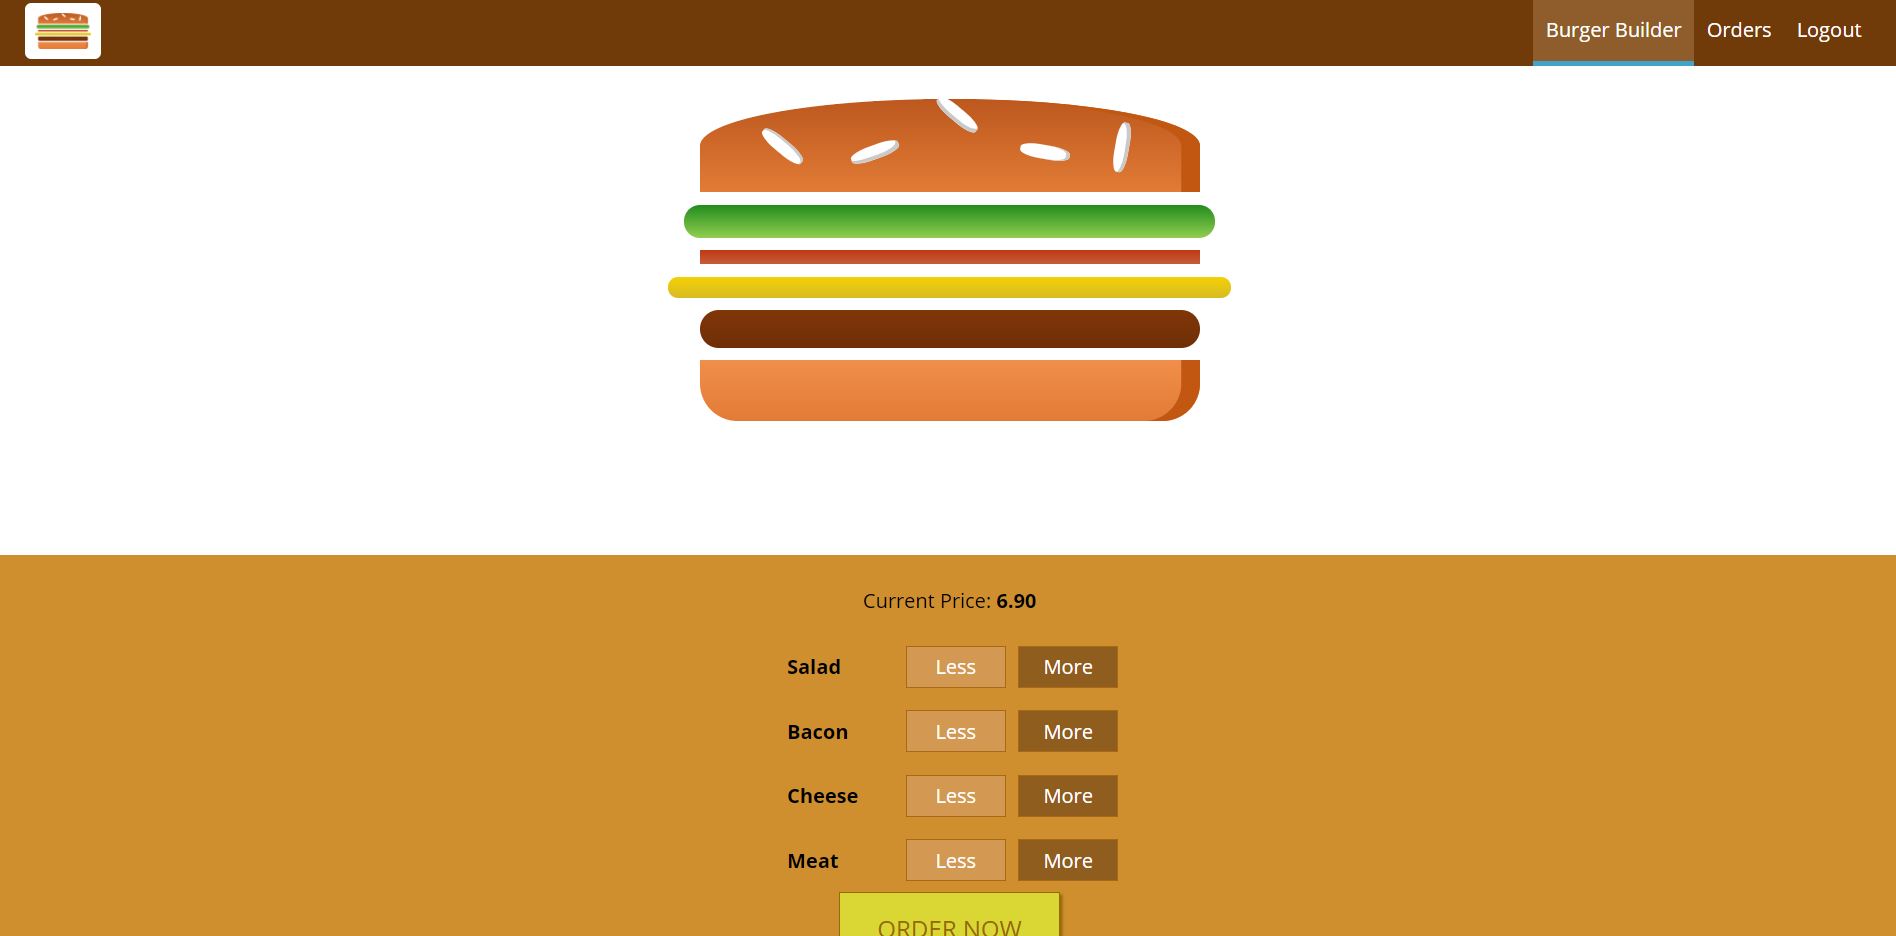 Burger Builder Orders Logout
Current Price: 6.90
Salad Less More
Bacon Less More
Cheese Less More
Meat Less More
ORDER NOW